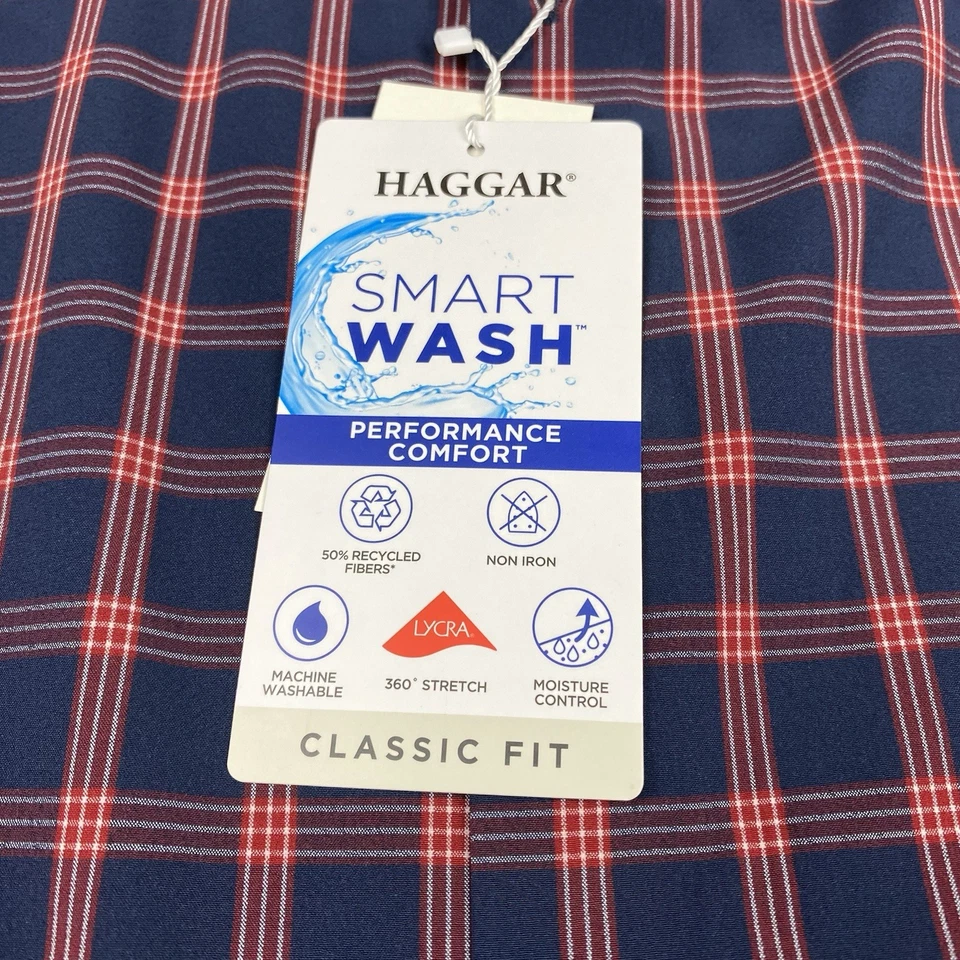 HAGGAR®
SMART
WASH™
PERFORMANCE
COMFORT
50% RECYCLED
FIBERS*
NON IRON
LYCRA®
MACHINE
WASHABLE
360° STRETCH
MOISTURE
CONTROL
CLASSIC FIT